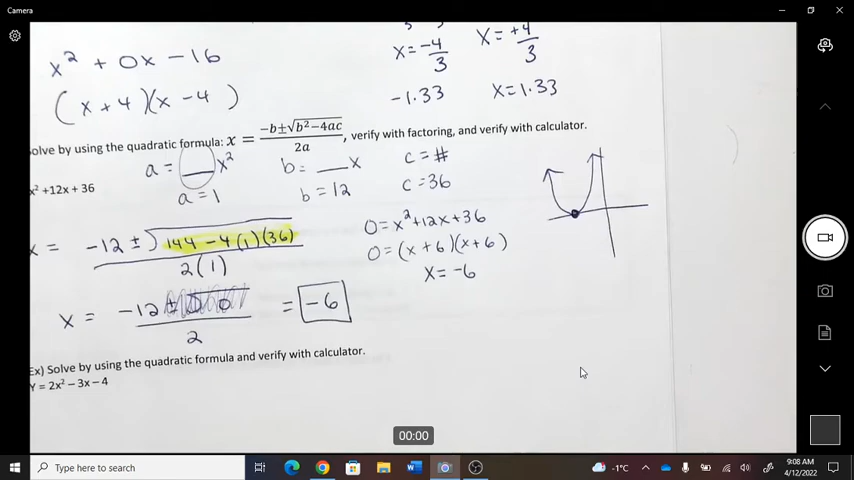 Camera
x² + 0x - 16
(x+4)(x-4)
x = -4/3
x = +4/3
-1.33
x = 1.33
olve by using the quadratic formula: x = (-b±√(b²-4ac))/2a, verify with factoring, and verify with calculator.
a = __ x²
b = __ x
c = #
x² +12x + 36
a = 1
b = 12
c = 36
x = (-12 ± √(144 - 4(1)(36)))/2(1)
0 = x² + 12x + 36
0 = (x+6)(x+6)
x = -6
x = (-12 ± 0)/2 = -6
Ex) Solve by using the quadratic formula and verify with calculator.
Y = 2x² – 3x – 4
00:00
Type here to search
-1°C
9:08 AM
4/12/2022